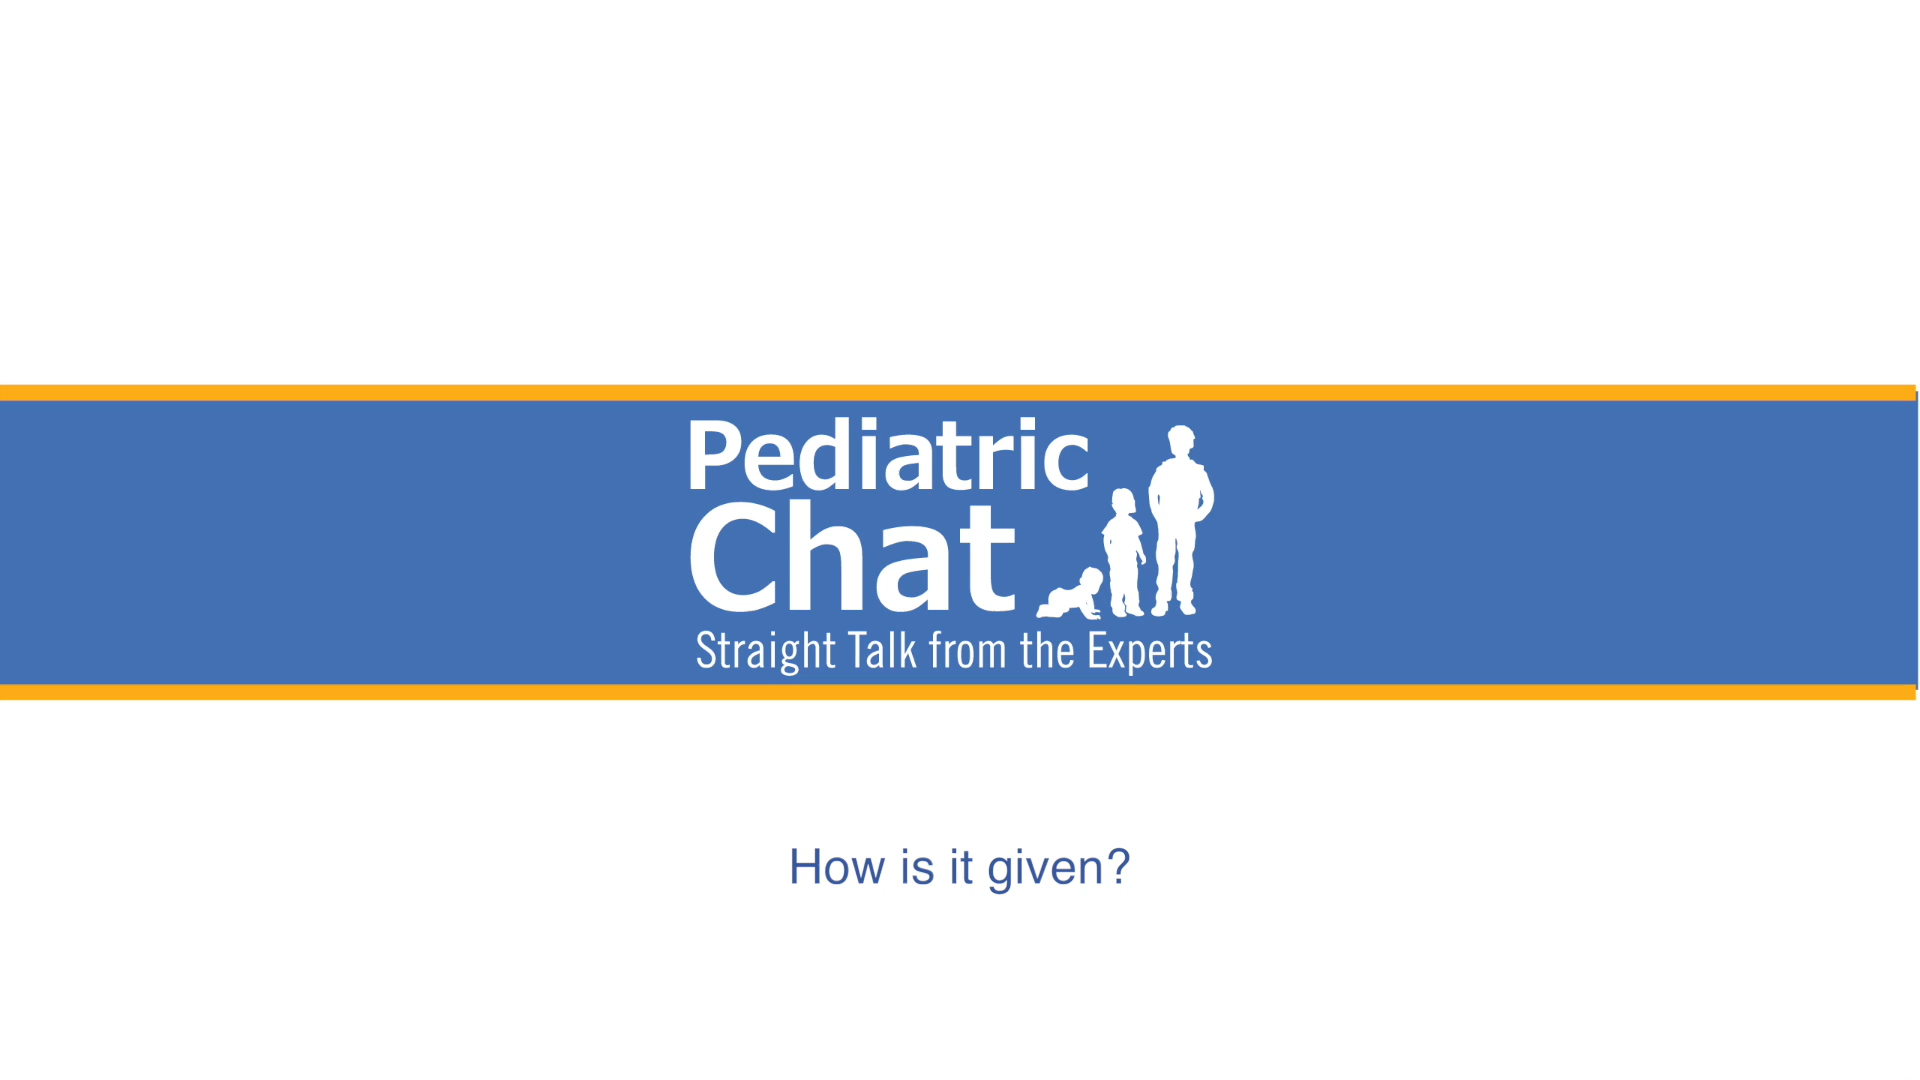 Pediatric
Chat
Straight Talk from the Experts
How is it given?